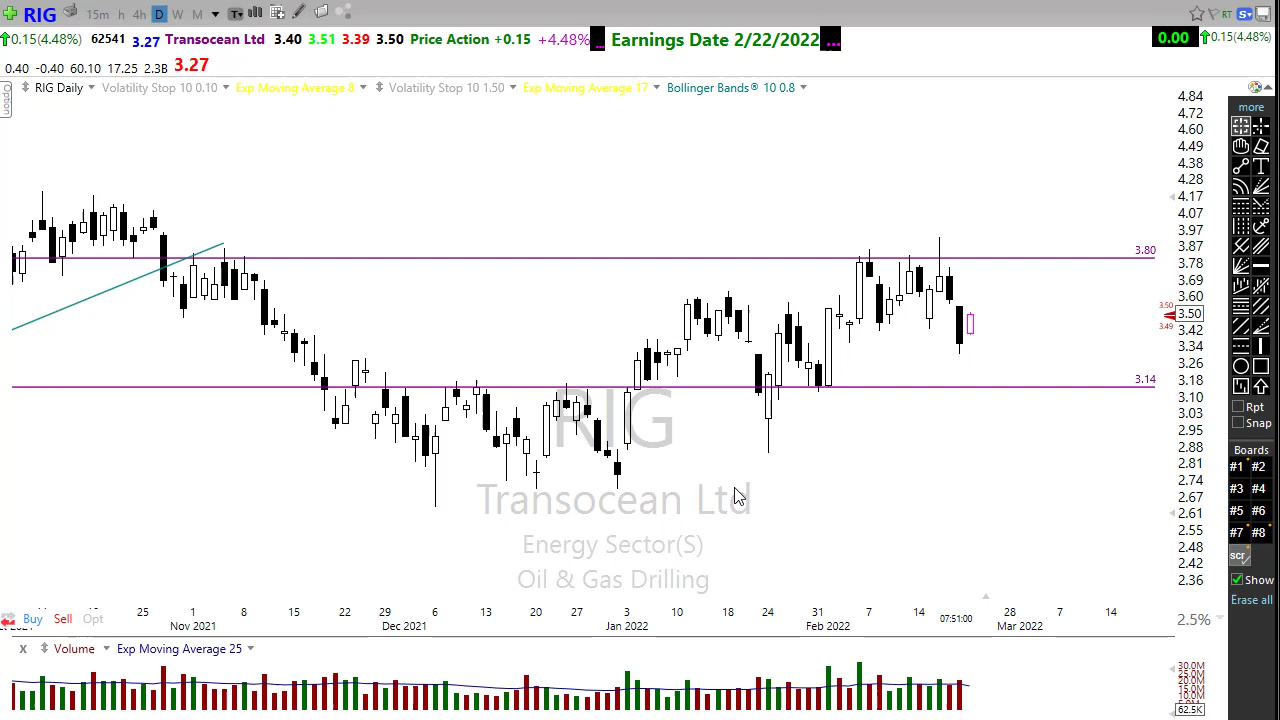 RIG 15m h 4h D W M T RT S
0.15(4.48%) 62541 3.27 Transocean Ltd 3.40 3.51 3.39 3.50 Price Action +0.15 +4.48% ... Earnings Date 2/22/2022 ... 0.00 0.15(4.48%)
0.40 -0.40 60.10 17.25 2.3B 3.27
Option
RIG Daily Volatility Stop 10 0.10 Exp Moving Average 8 Volatility Stop 10 1.50 Exp Moving Average 17 Bollinger Bands® 10 0.8
4.84
4.72
4.60
4.49
4.38
4.28
4.17
4.07
3.97
3.87
3.78
3.69
3.60
3.50
3.42
3.34
3.26
3.18
3.10
3.03
2.95
2.88
2.81
2.74
2.67
2.61
2.55
2.48
2.42
2.36
3.80
3.50
3.49
3.14
RIG
Transocean Ltd
Energy Sector(S)
Oil & Gas Drilling
more
Rpt
Snap
Boards
#1 #2
#3 #4
#5 #6
#7 #8
scr
Show
Erase all
25 1 8 15 22 29 6 13 20 27 3 10 18 24 31 7 14 07:51:00 28 7 14
Buy Sell Opt 2.5%
Nov 2021 Dec 2021 Jan 2022 Feb 2022 Mar 2022
X Volume Exp Moving Average 25
30.0M
20.0M
15.0M
10.0M
62.5K